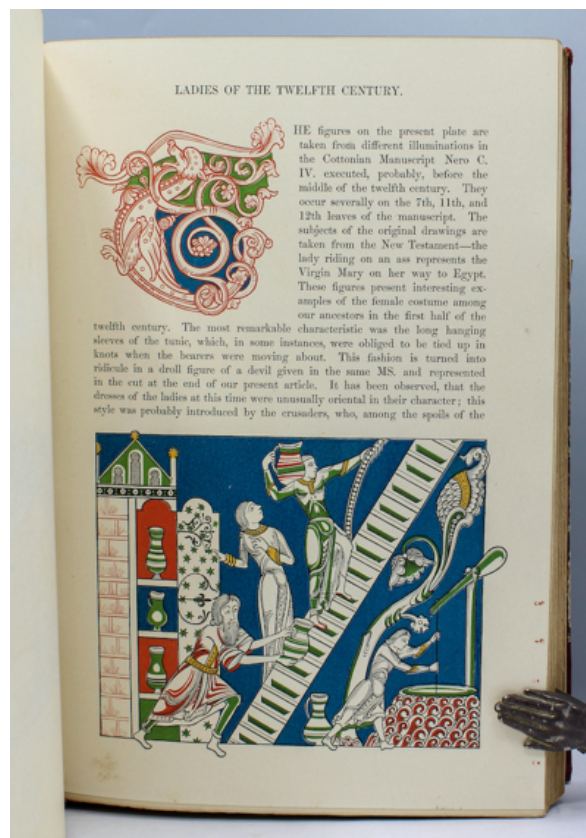 LADIES OF THE TWELFTH CENTURY.
THE figures on the present plate are
taken from different illuminations in
the Cottonian Manuscript Nero C.
IV. executed, probably, before the
middle of the twelfth century. They
occur severally on the 7th, 11th, and
12th leaves of the manuscript. The
subjects of the original drawings are
taken from the New Testament—the
lady riding on an ass represents the
Virgin Mary on her way to Egypt.
These figures present interesting ex-
amples of the female costume among
our ancestors in the first half of the
twelfth century. The most remarkable characteristic was the long hanging
sleeves of the tunic, which, in some instances, were obliged to be tied up in
knots when the bearers were moving about. This fashion is turned into
ridicule in a droll figure of a devil given in the same MS. and represented
in the cut at the end of our present article. It has been observed, that the
dresses of the ladies at this time were unusually oriental in their character; this
style was probably introduced by the crusaders, who, among the spoils of the